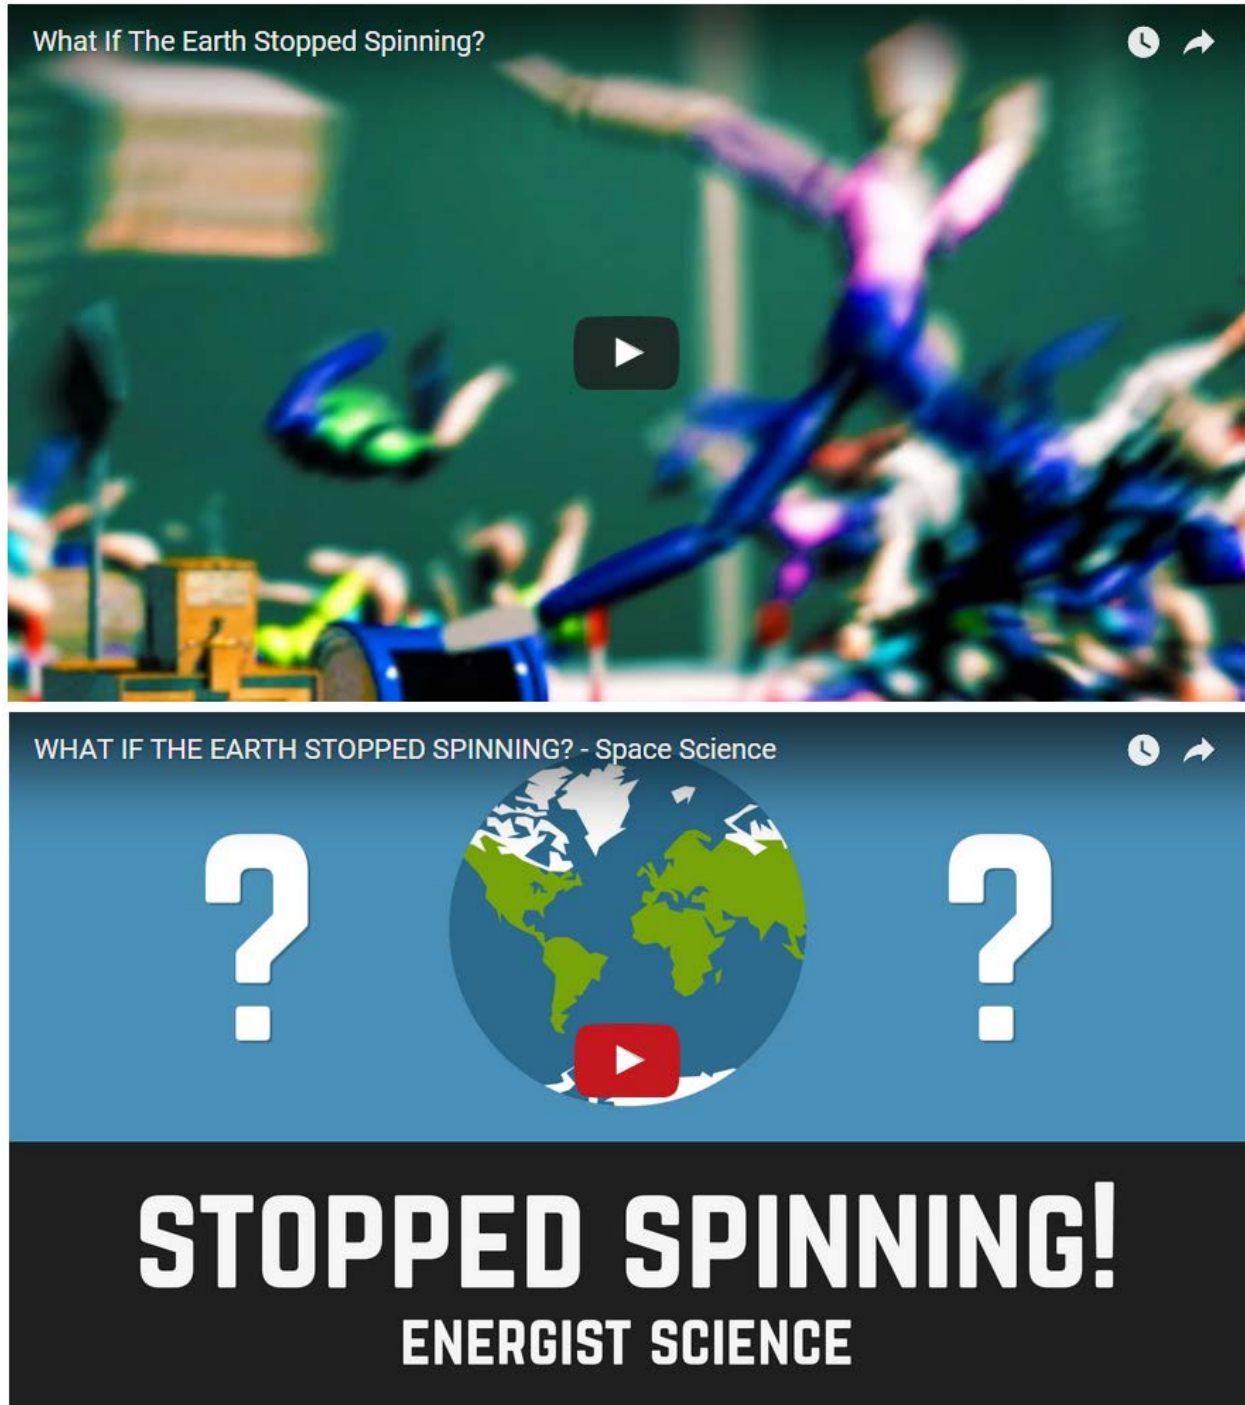 What If The Earth Stopped Spinning?
WHAT IF THE EARTH STOPPED SPINNING? - Space Science
? ?
STOPPED SPINNING!
ENERGIST SCIENCE